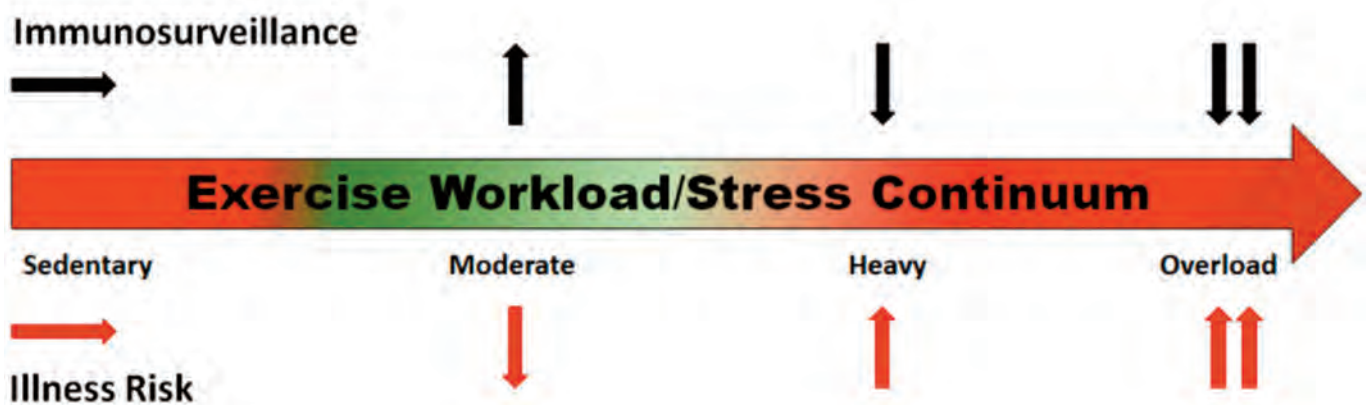 Immunosurveillance
Exercise Workload/Stress Continuum
Sedentary Moderate Heavy Overload
Illness Risk